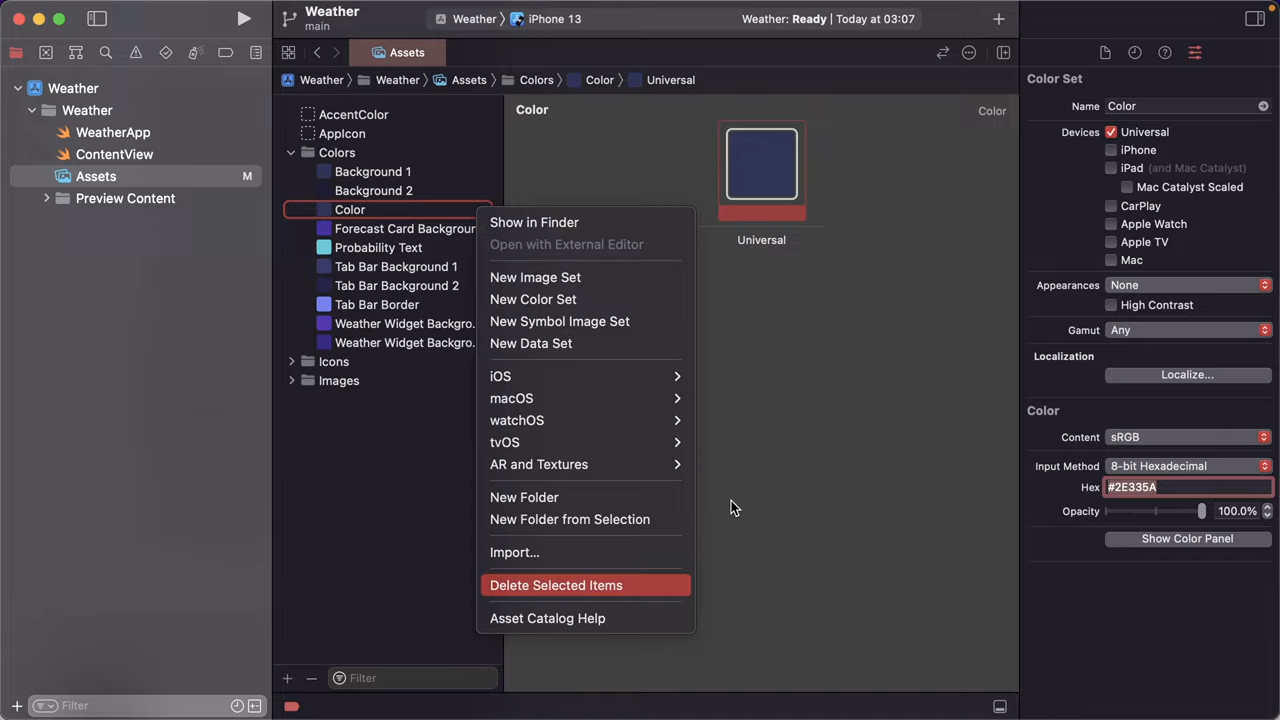 Weather
main
Weather
iPhone 13
Weather: Ready | Today at 03:07
Assets
Weather
Weather
Assets
Colors
Color
Universal
Weather
Weather
WeatherApp
ContentView
Assets
M
Preview Content
Filter
AccentColor
AppIcon
Colors
Background 1
Background 2
Color
Forecast Card Backgroun
Probability Text
Tab Bar Background 1
Tab Bar Background 2
Tab Bar Border
Weather Widget Backgro...
Weather Widget Backgro...
Icons
Images
Filter
Color
Color
Universal
Show in Finder
Open with External Editor
New Image Set
New Color Set
New Symbol Image Set
New Data Set
iOS
macOS
watchOS
tvOS
AR and Textures
New Folder
New Folder from Selection
Import...
Delete Selected Items
Asset Catalog Help
Color Set
Name Color
Devices Universal
iPhone
iPad (and Mac Catalyst)
Mac Catalyst Scaled
CarPlay
Apple Watch
Apple TV
Mac
Appearances None
High Contrast
Gamut Any
Localization
Localize...
Color
Content sRGB
Input Method 8-bit Hexadecimal
Hex #2E335A
Opacity 100.0%
Show Color Panel